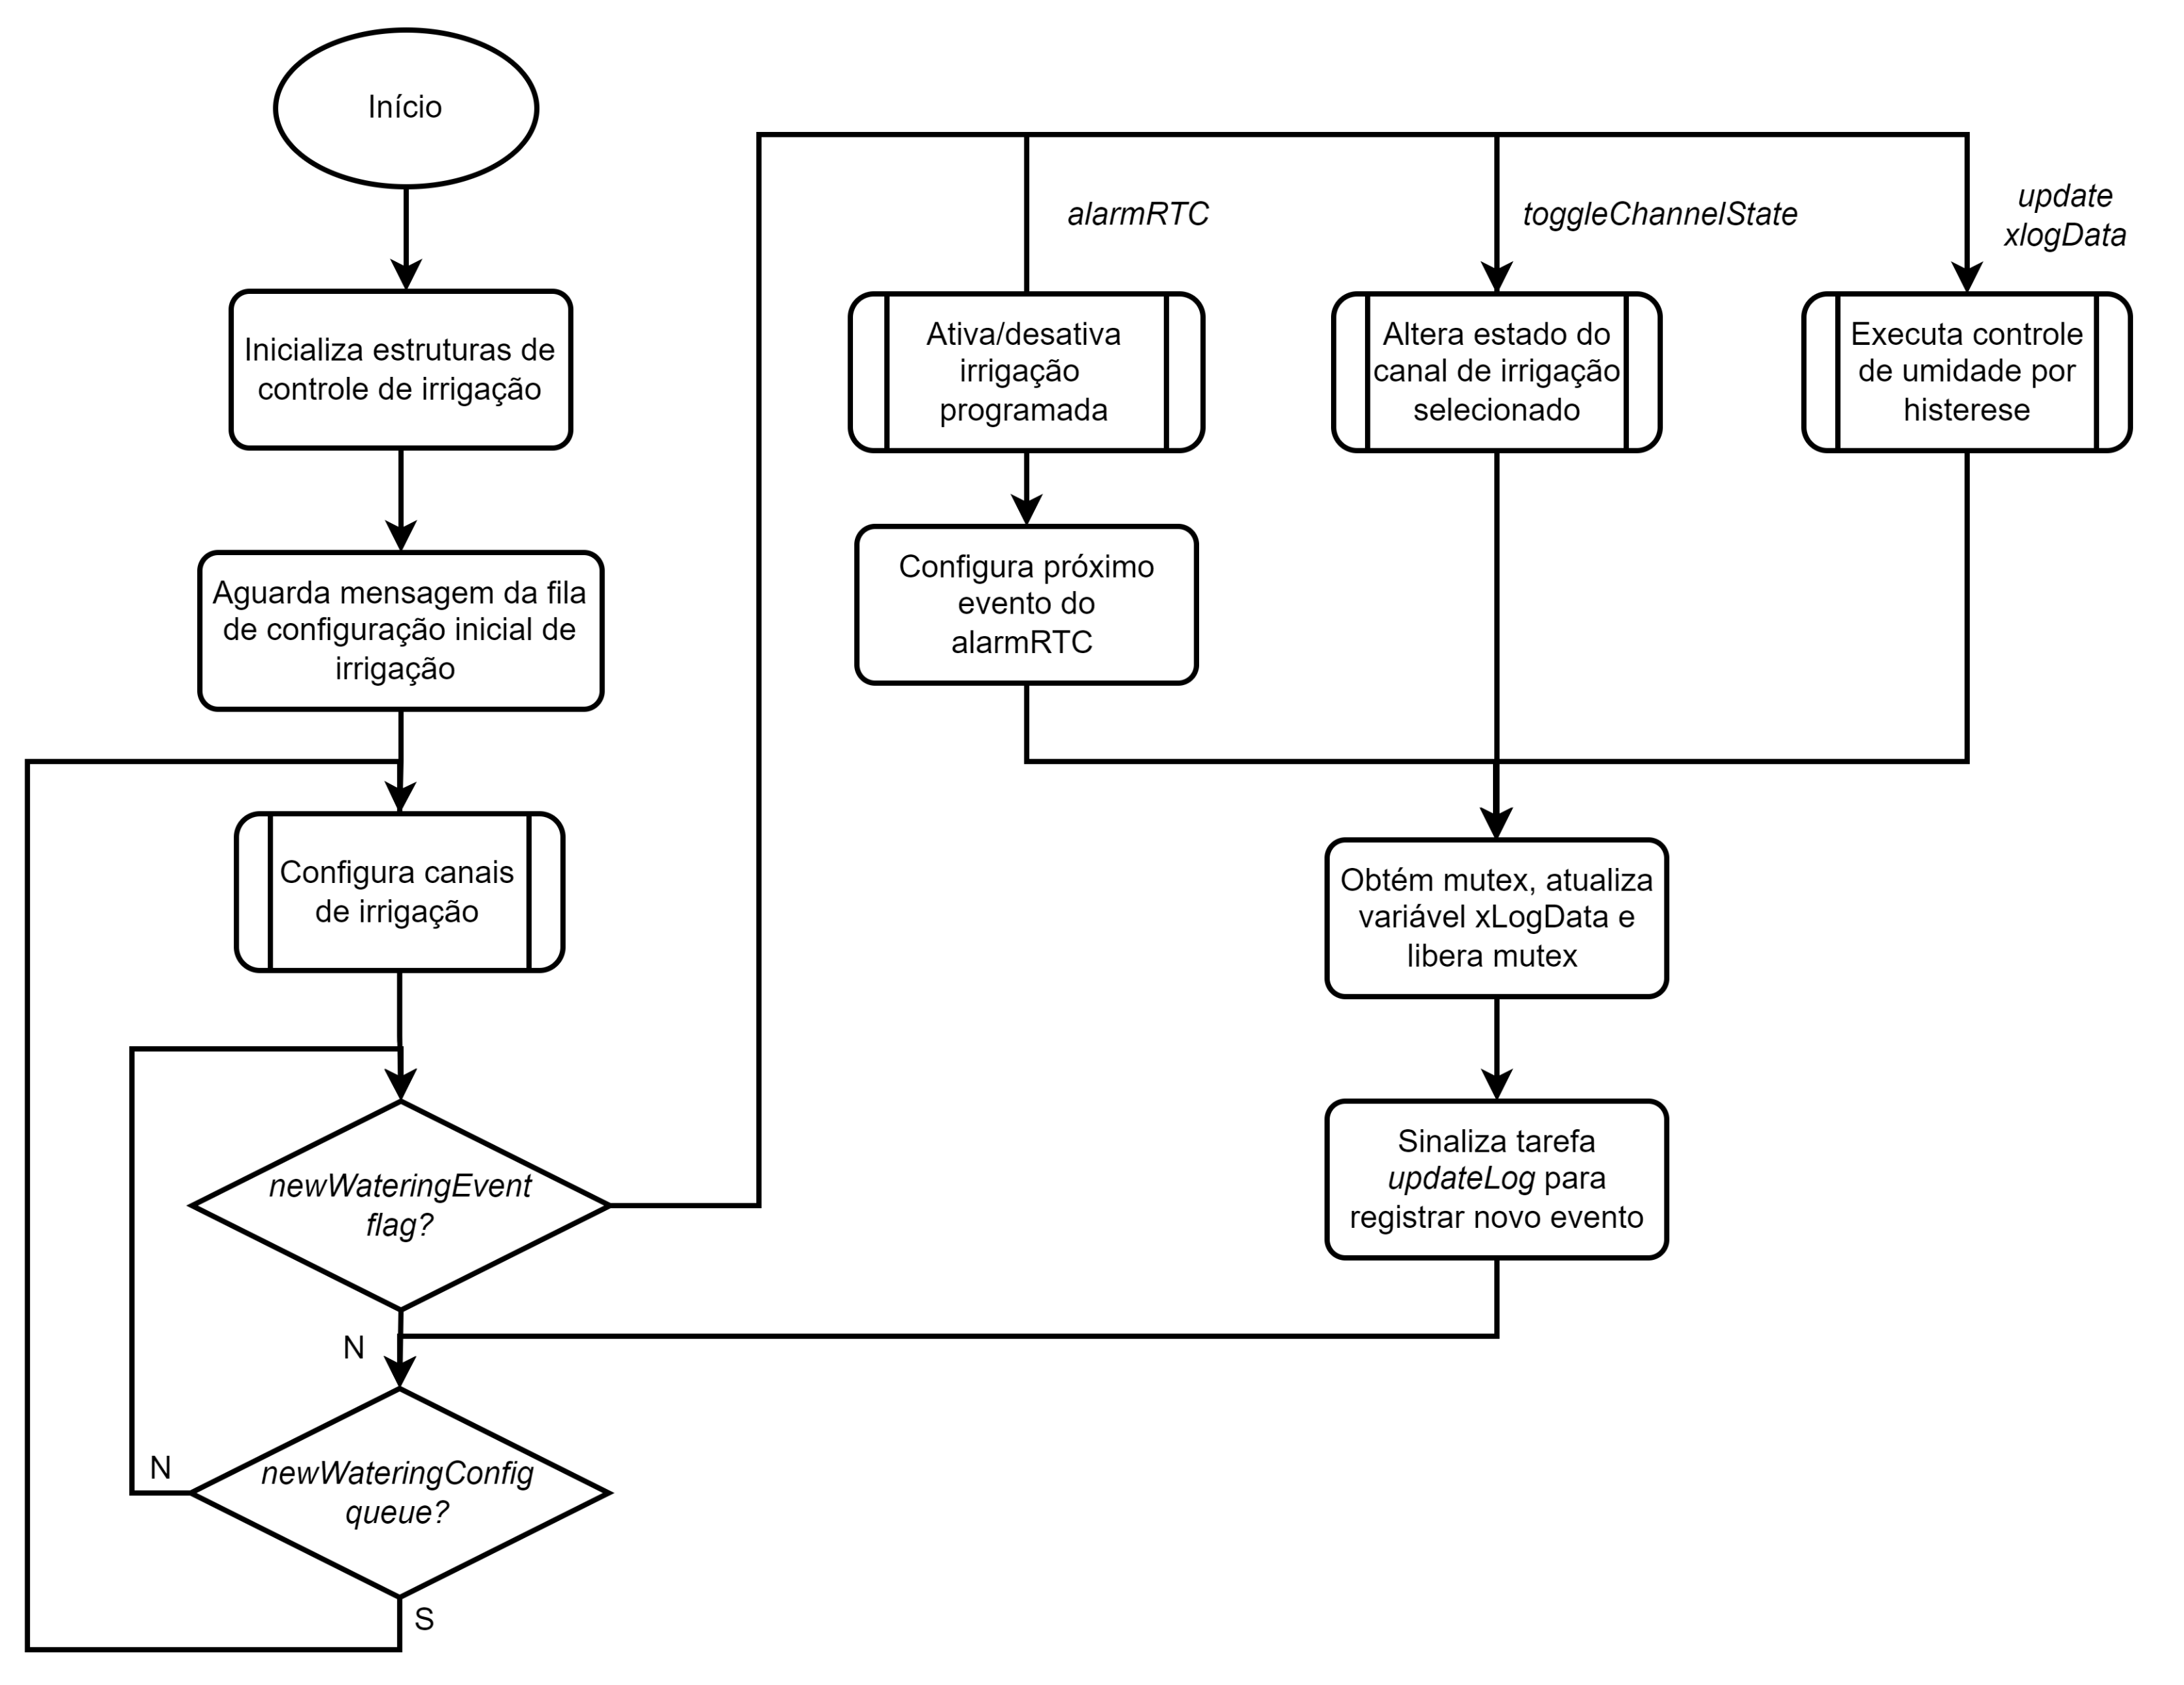 Início
Inicializa estruturas de
controle de irrigação
Aguarda mensagem da fila
de configuração inicial de
irrigação
Configura canais
de irrigação
newWateringEvent
flag?
N
newWateringConfig
queue?
N
S
alarmRTC
toggleChannelState
update
xlogData
Ativa/desativa
irrigação
programada
Altera estado do
canal de irrigação
selecionado
Executa controle
de umidade por
histerese
Configura próximo
evento do
alarmRTC
Obtém mutex, atualiza
variável xLogData e
libera mutex
Sinaliza tarefa
updateLog para
registrar novo evento